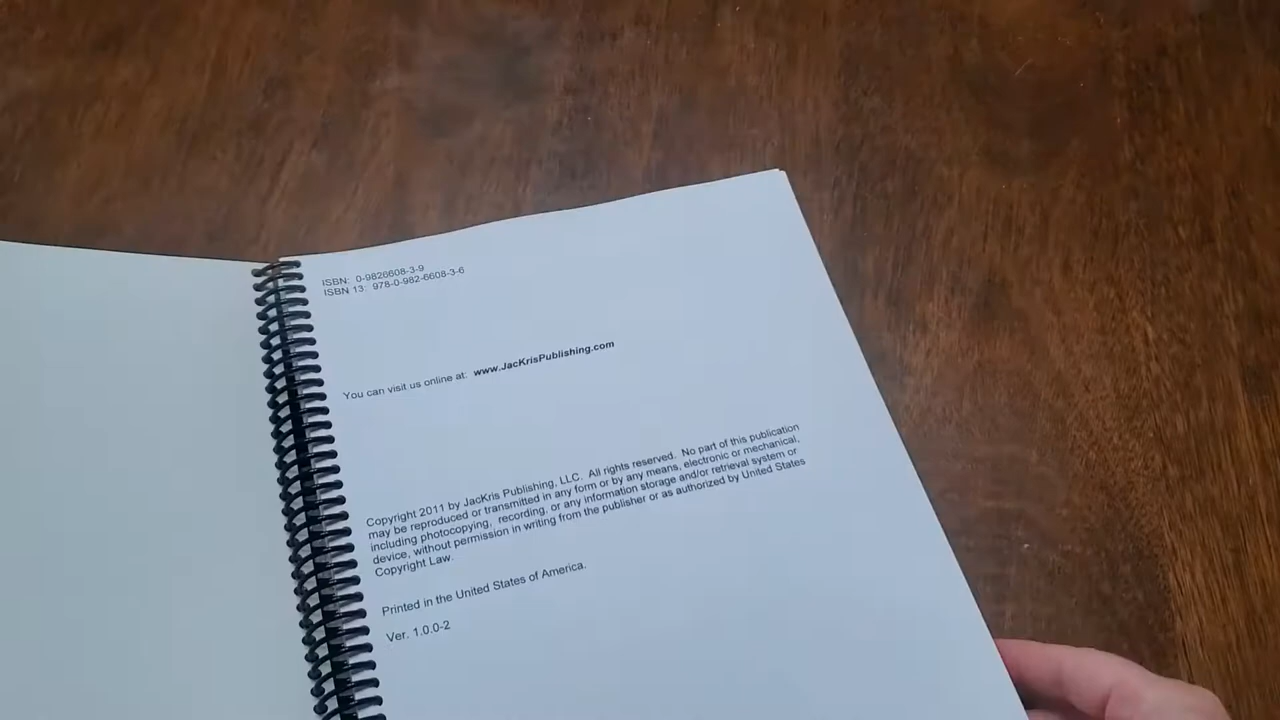 ISBN: 0-9826608-3-9
ISBN 13: 978-0-982-6608-3-6
You can visit us online at: www.JacKrisPublishing.com
Copyright 2011 by JacKris Publishing, LLC. All rights reserved. No part of this publication
may be reproduced or transmitted in any form or by any means, electronic or mechanical,
including photocopying, recording, or any information storage and/or retrieval system or
device, without permission in writing from the publisher or as authorized by United States
Copyright Law.
Printed in the United States of America.
Ver. 1.0.0-2